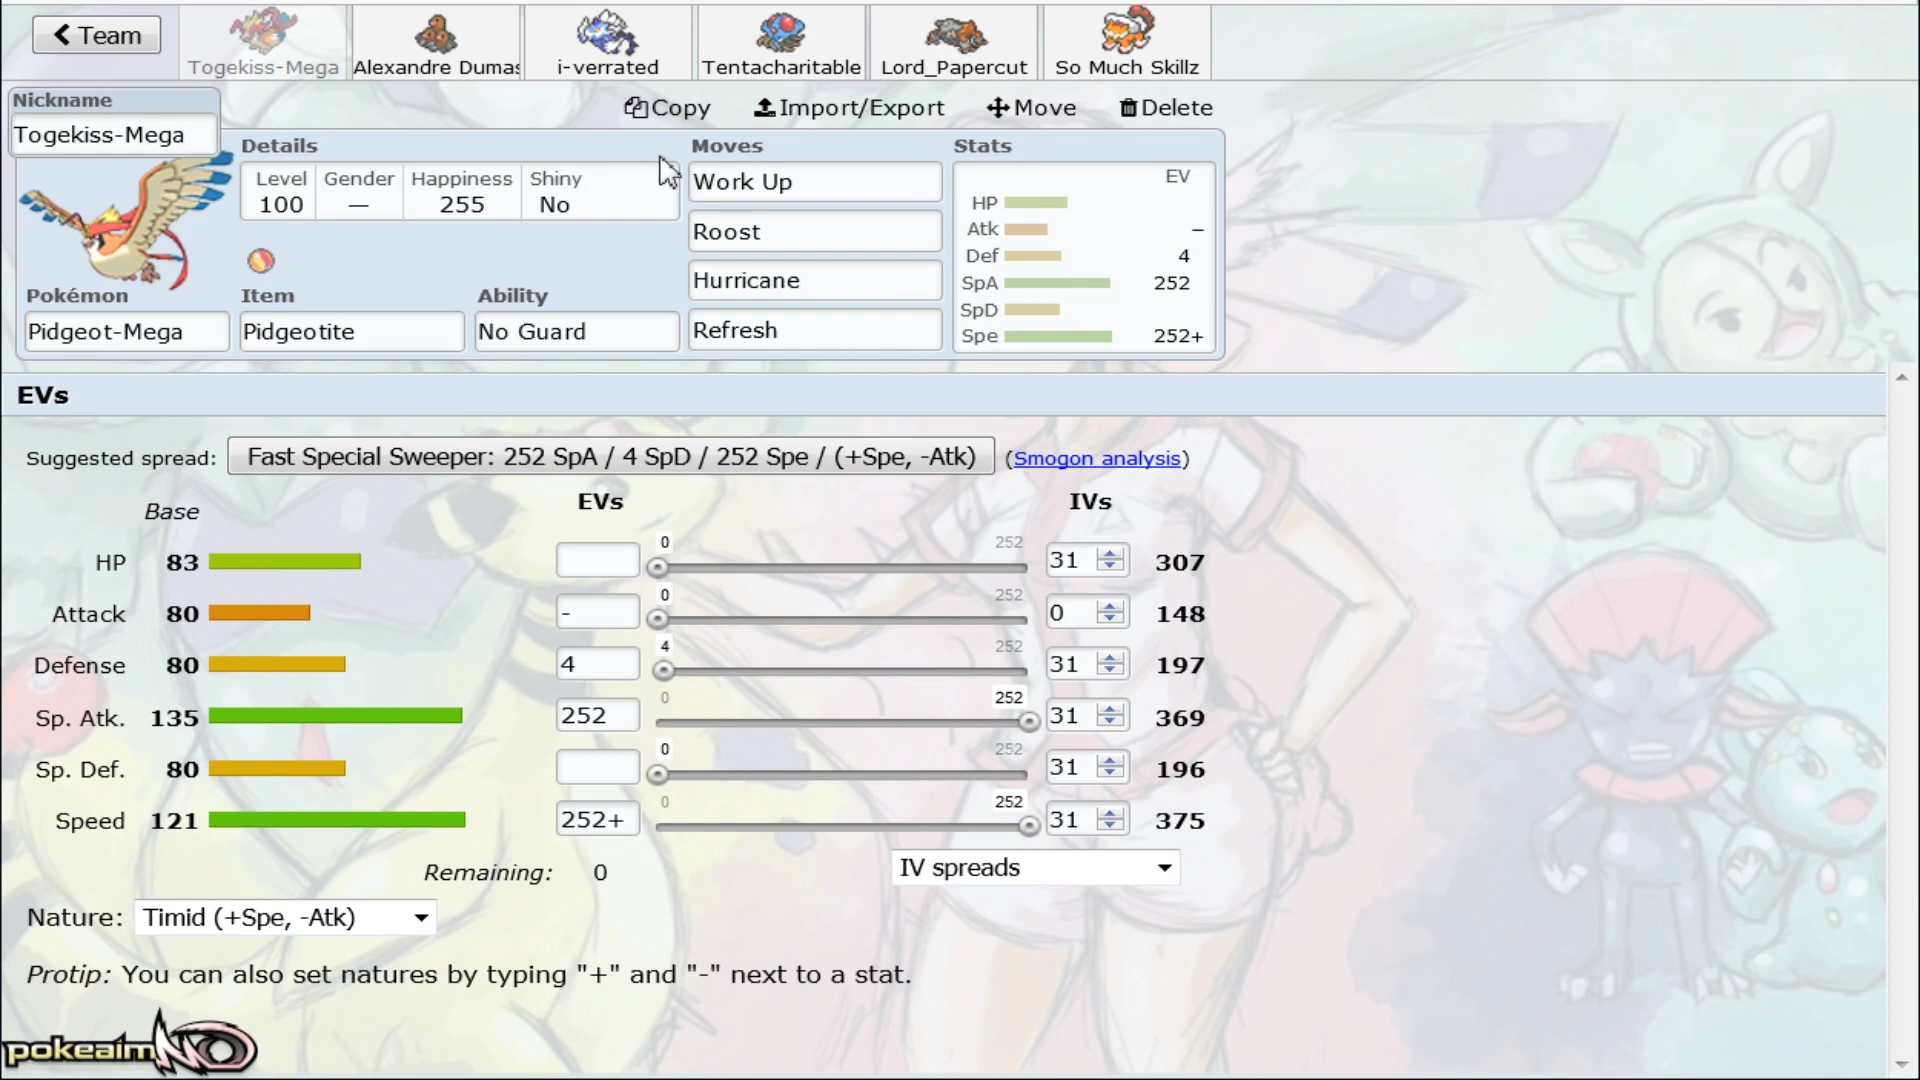 Team
Togekiss-Mega
Alexandre Dumas
i-verrated
Tentacharitable
Lord_Papercut
So Much Skillz
Nickname
Togekiss-Mega
Copy
Import/Export
Move
Delete
Details
Level
100
Gender
—
Happiness
255
Shiny
No
Pokémon
Pidgeot-Mega
Item
Pidgeotite
Ability
No Guard
Moves
Work Up
Roost
Hurricane
Refresh
Stats
EV
HP
Atk –
Def 4
SpA 252
SpD
Spe 252+
EVs
Suggested spread: Fast Special Sweeper: 252 SpA / 4 SpD / 252 Spe / (+Spe, -Atk) (Smogon analysis)
Base EVs IVs
HP 83 0 252 31 307
Attack 80 - 0 252 0 148
Defense 80 4 4 252 31 197
Sp. Atk. 135 252 0 252 31 369
Sp. Def. 80 0 252 31 196
Speed 121 252+ 0 252 31 375
Remaining: 0
IV spreads
Nature: Timid (+Spe, -Atk)
Protip: You can also set natures by typing "+" and "-" next to a stat.
pokeaimMD